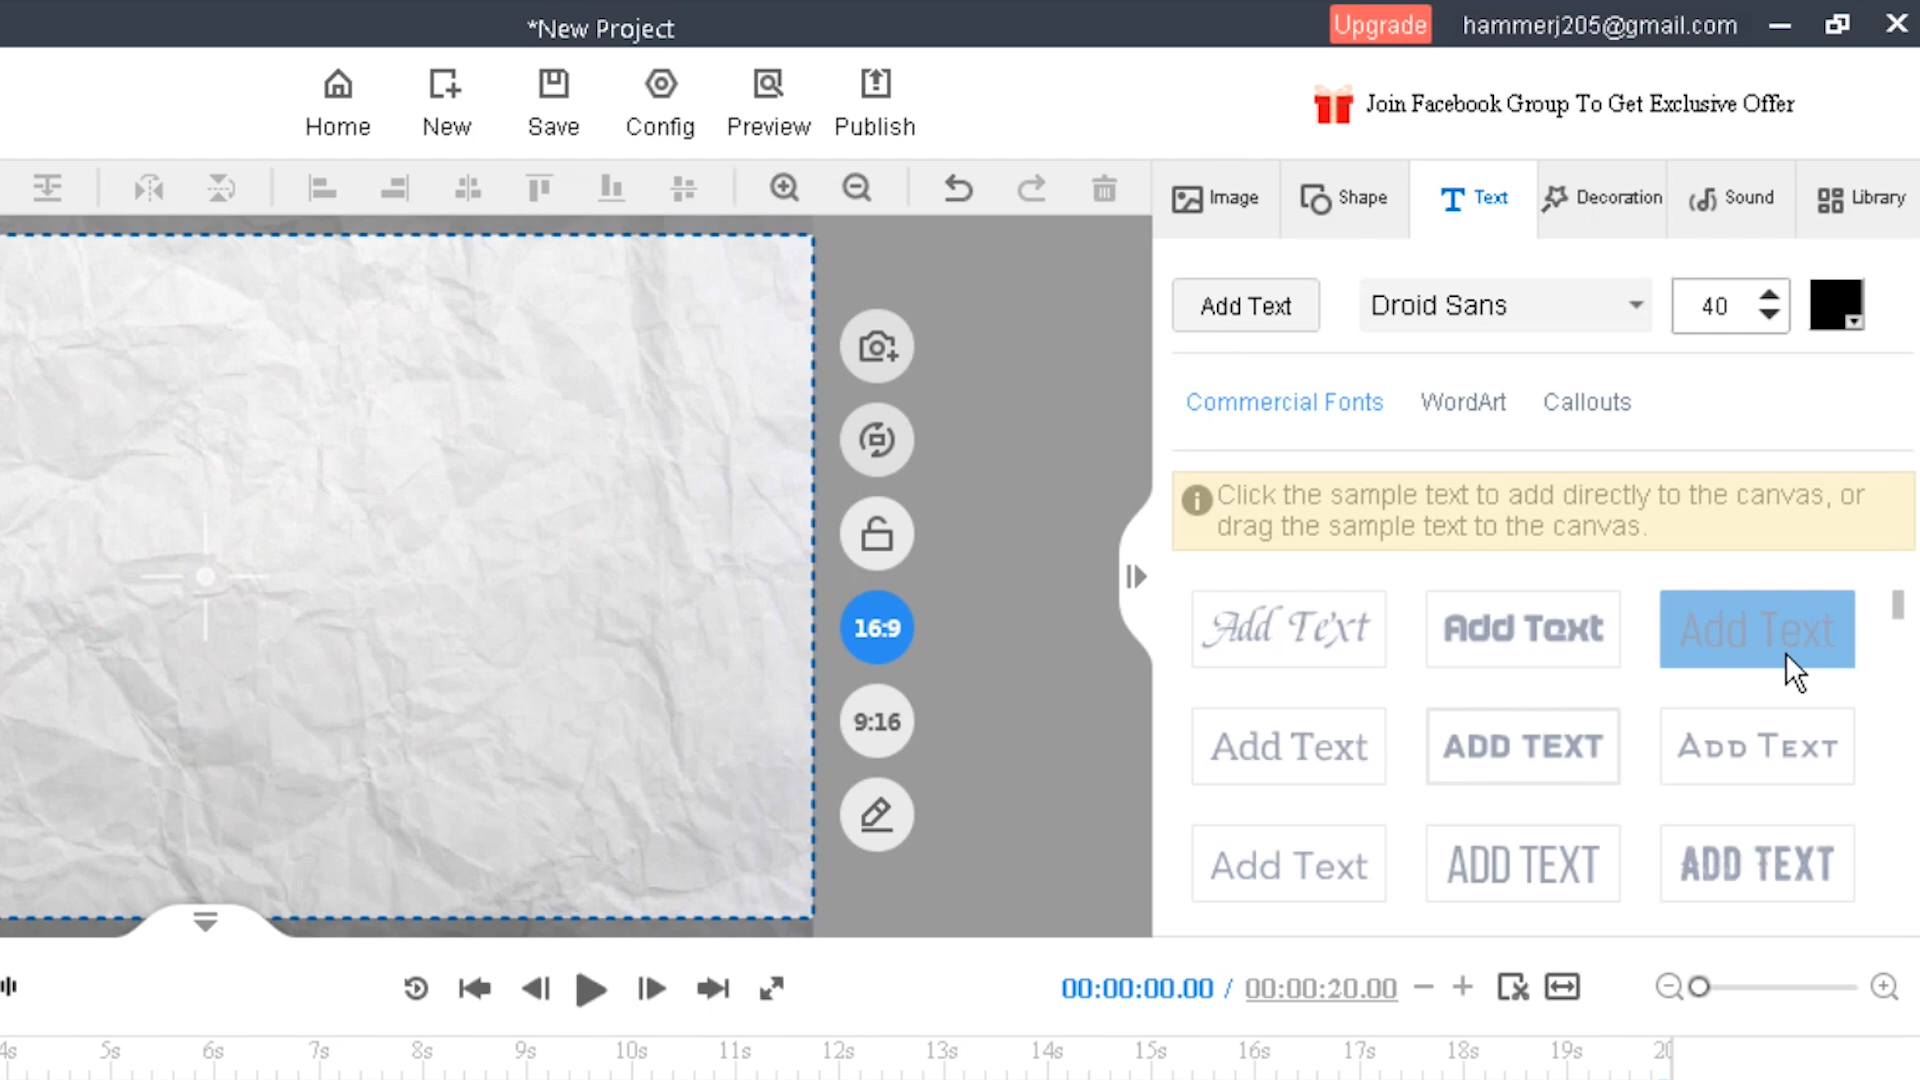 *New Project
Upgrade
hammerj205@gmail.com
Home
New
Save
Config
Preview
Publish
Join Facebook Group To Get Exclusive Offer
Image
Shape
Text
Decoration
Sound
Library
Add Text
Droid Sans
40
Commercial Fonts
WordArt
Callouts
Click the sample text to add directly to the canvas, or
drag the sample text to the canvas.
Add Text
Add Text
Add Text
Add Text
ADD TEXT
ADD TEXT
Add Text
ADD TEXT
ADD TEXT
16:9
9:16
00:00:00.00 / 00:00:20.00
4s 5s 6s 7s 8s 9s 10s 11s 12s 13s 14s 15s 16s 17s 18s 19s